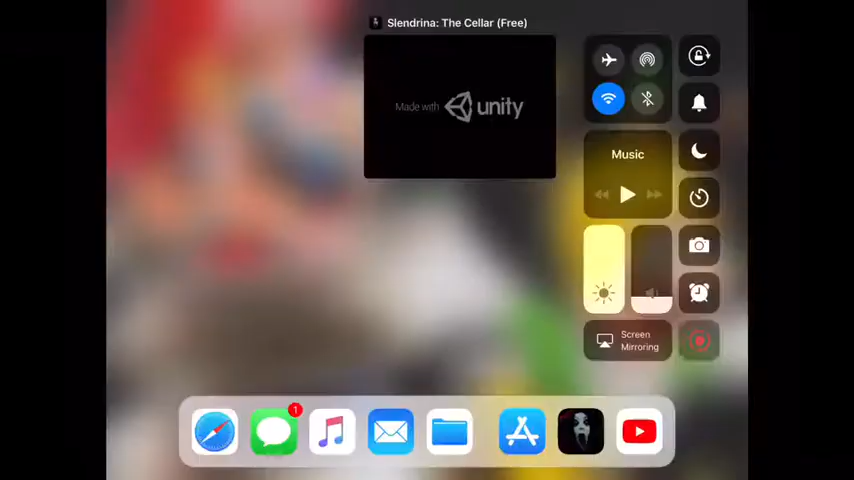 Slendrina: The Cellar (Free)
Made with unity
Music
Screen
Mirroring
1